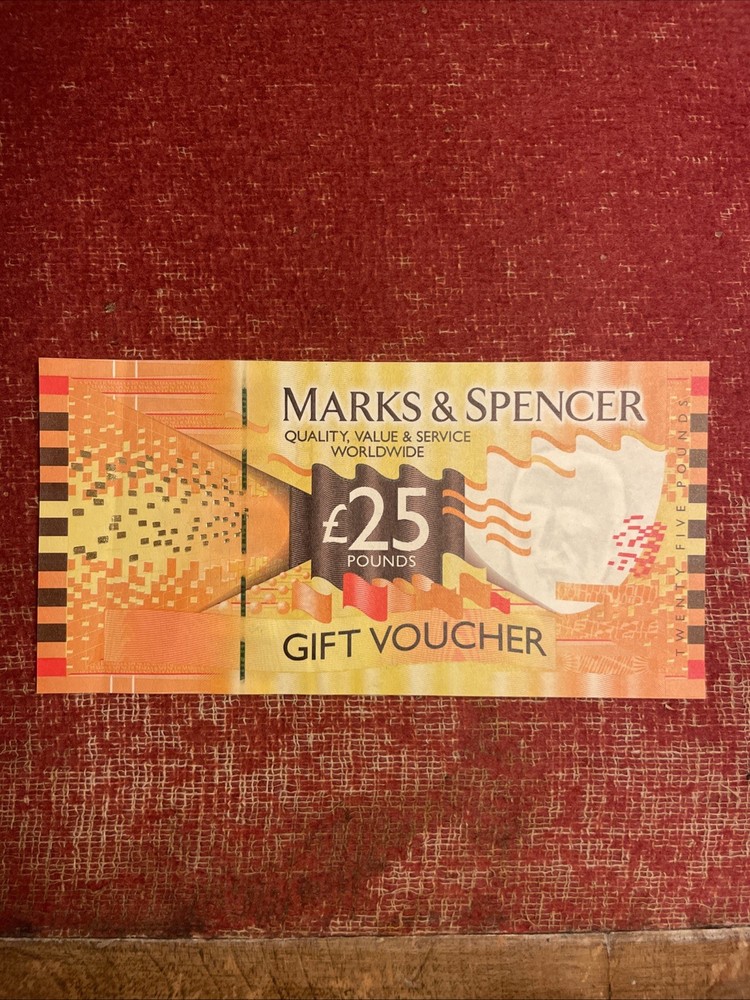 MARKS & SPENCER
QUALITY, VALUE & SERVICE
WORLDWIDE
£25
POUNDS
GIFT VOUCHER
TWENTY FIVE POUNDS